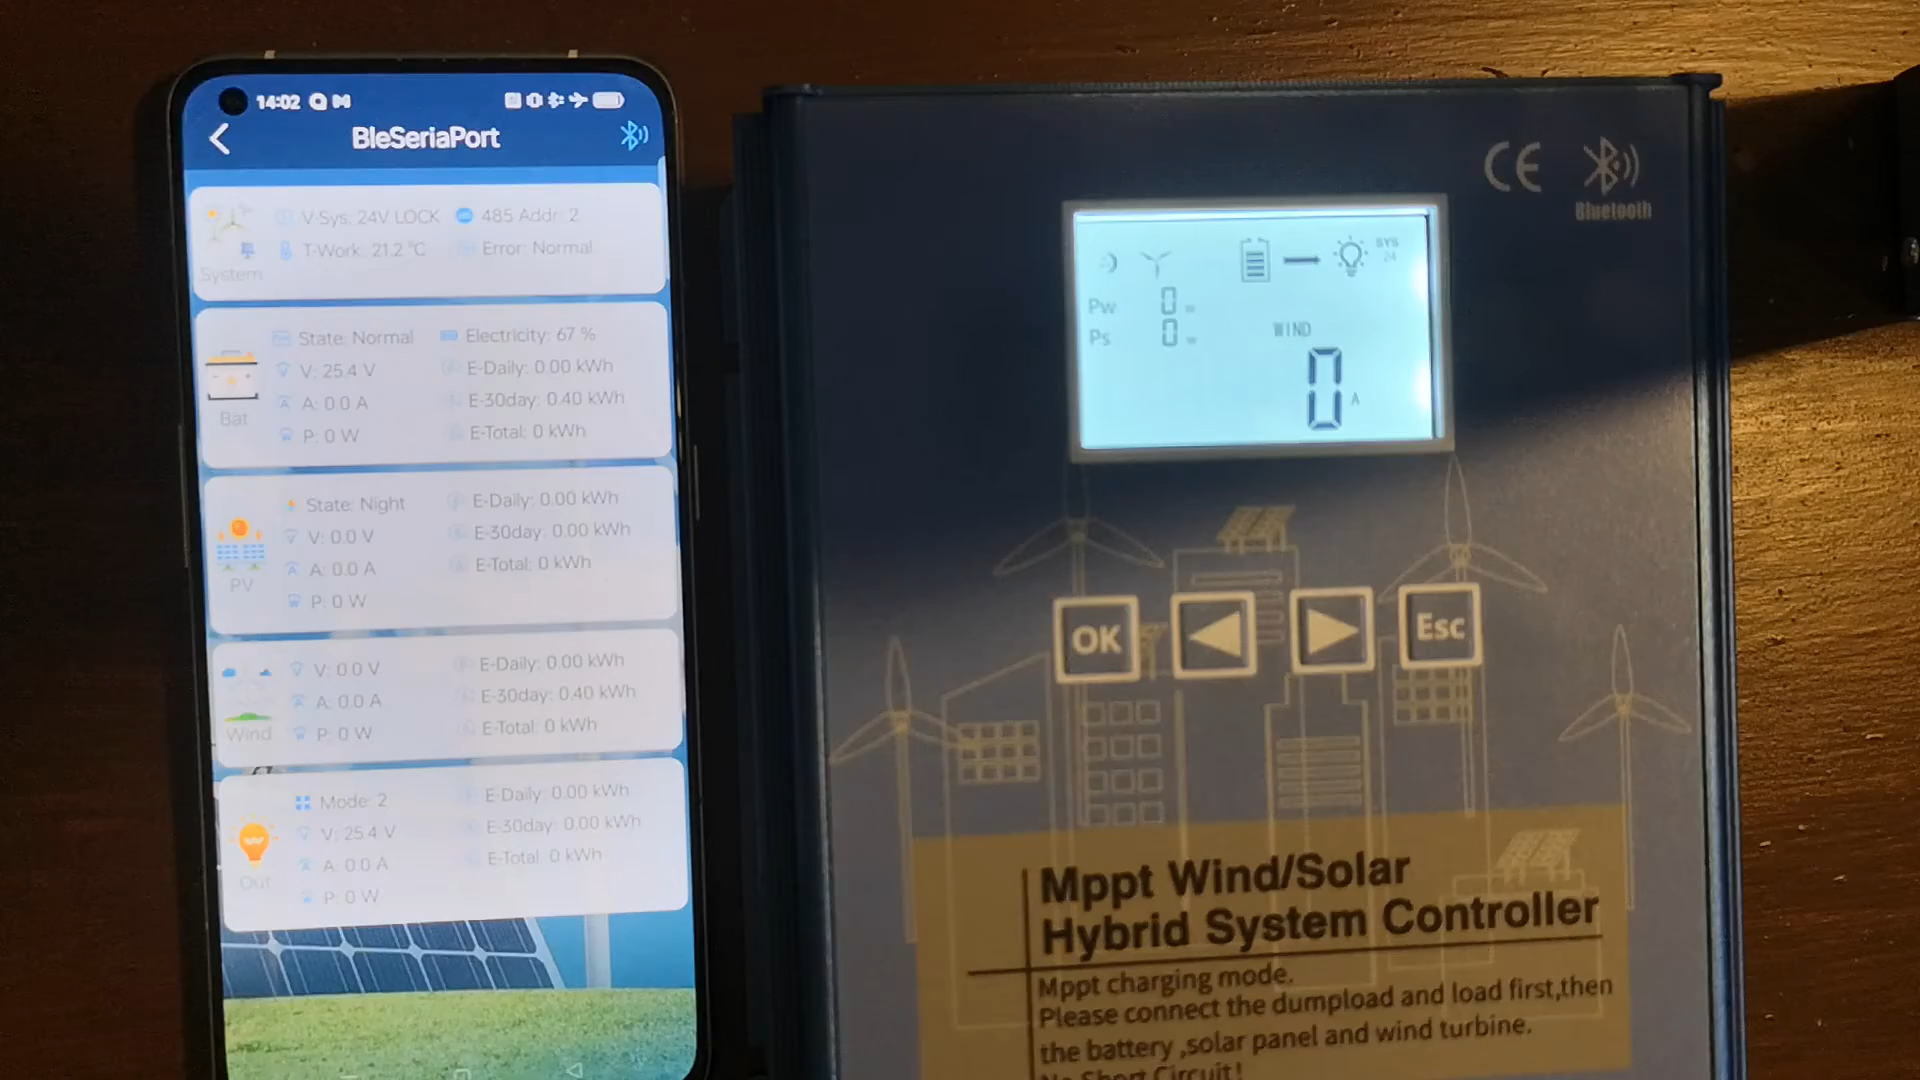 14:02
BleSeriaPort
V-Sys: 24V LOCK
485 Addr: 2
T-Work: 21.2 ℃
Error: Normal
System
State: Normal
Electricity: 67 %
V: 25.4 V
E-Daily: 0.00 kWh
A: 0.0 A
E-30day: 0.40 kWh
Bat
P: 0 W
E-Total: 0 kWh
State: Night
E-Daily: 0.00 kWh
V: 0.0 V
E-30day: 0.00 kWh
A: 0.0 A
E-Total: 0 kWh
PV
P: 0 W
V: 0.0 V
E-Daily: 0.00 kWh
A: 0.0 A
E-30day: 0.40 kWh
Wind
P: 0 W
E-Total: 0 kWh
Mode: 2
E-Daily: 0.00 kWh
V: 25.4 V
E-30day: 0.00 kWh
A: 0.0 A
E-Total: 0 kWh
Out
P: 0 W
CE
Bluetooth
SYS
24
Pw 0 w
Ps 0 w
WIND
0 A
OK
Esc
Mppt Wind/Solar
Hybrid System Controller
Mppt charging mode.
Please connect the dumpload and load first,then
the battery ,solar panel and wind turbine.
No Short Circuit!